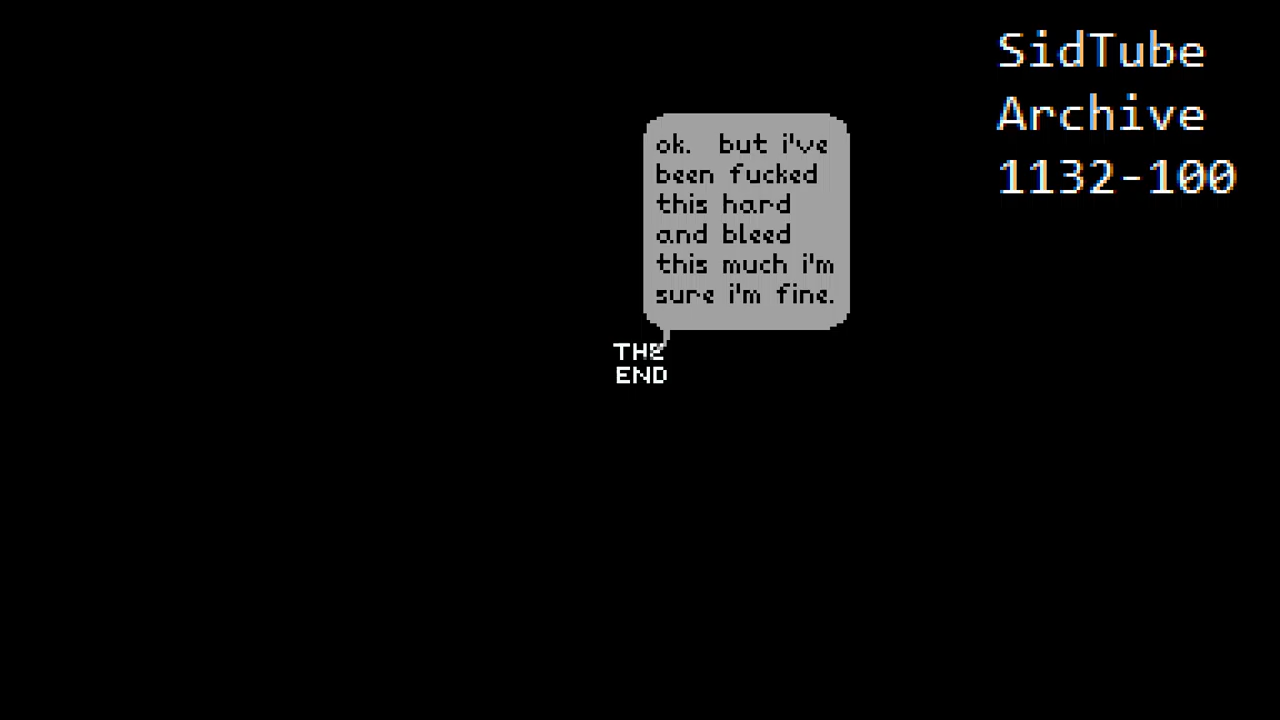 SidTube
Archive
1132-100
ok.  but i've
been fucked
this hard
and bleed
this much i'm
sure i'm fine.
THE
END